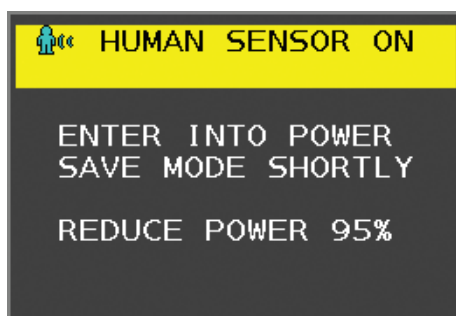 HUMAN SENSOR ON
ENTER INTO POWER
SAVE MODE SHORTLY
REDUCE POWER 95%